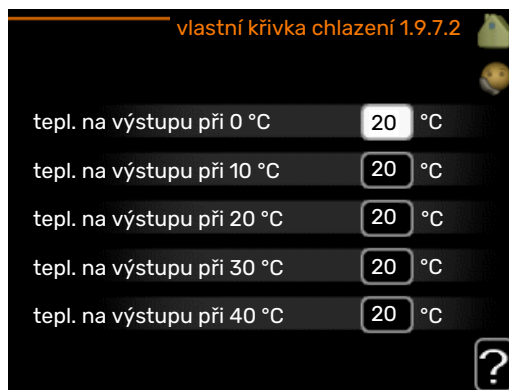 vlastní křivka chlazení 1.9.7.2
tepl. na výstupu při 0 °C 20 °C
tepl. na výstupu při 10 °C 20 °C
tepl. na výstupu při 20 °C 20 °C
tepl. na výstupu při 30 °C 20 °C
tepl. na výstupu při 40 °C 20 °C
?